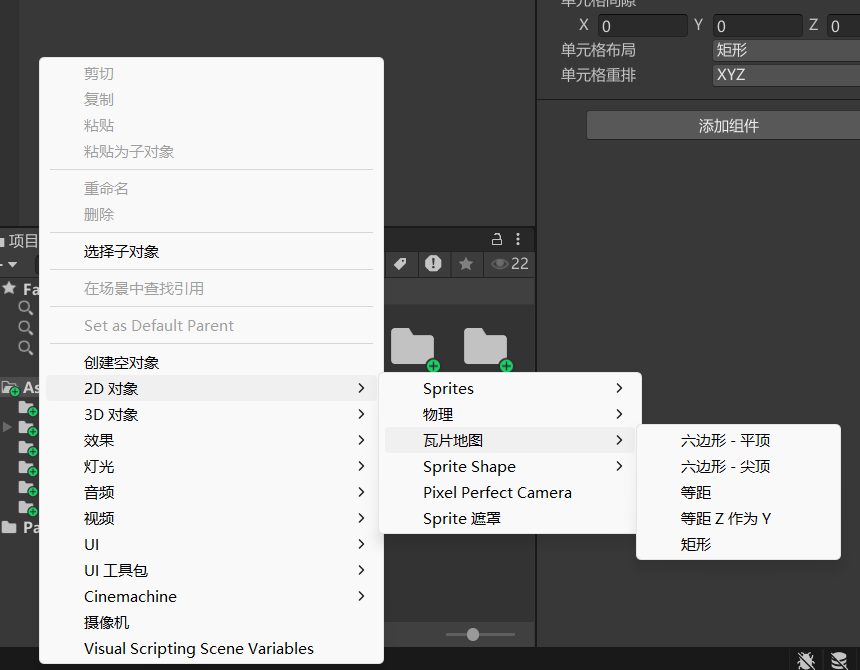 单元格间隙
X 0 Y 0 Z 0
单元格布局 矩形
单元格重排 XYZ
添加组件
剪切
复制
粘贴
粘贴为子对象
重命名
删除
选择子对象
在场景中查找引用
Set as Default Parent
创建空对象
2D 对象
3D 对象
效果
灯光
音频
视频
UI
UI 工具包
Cinemachine
摄像机
Visual Scripting Scene Variables
Sprites
物理
瓦片地图
Sprite Shape
Pixel Perfect Camera
Sprite 遮罩
六边形 - 平顶
六边形 - 尖顶
等距
等距 Z 作为 Y
矩形
项目
22
Fa
As
Pa